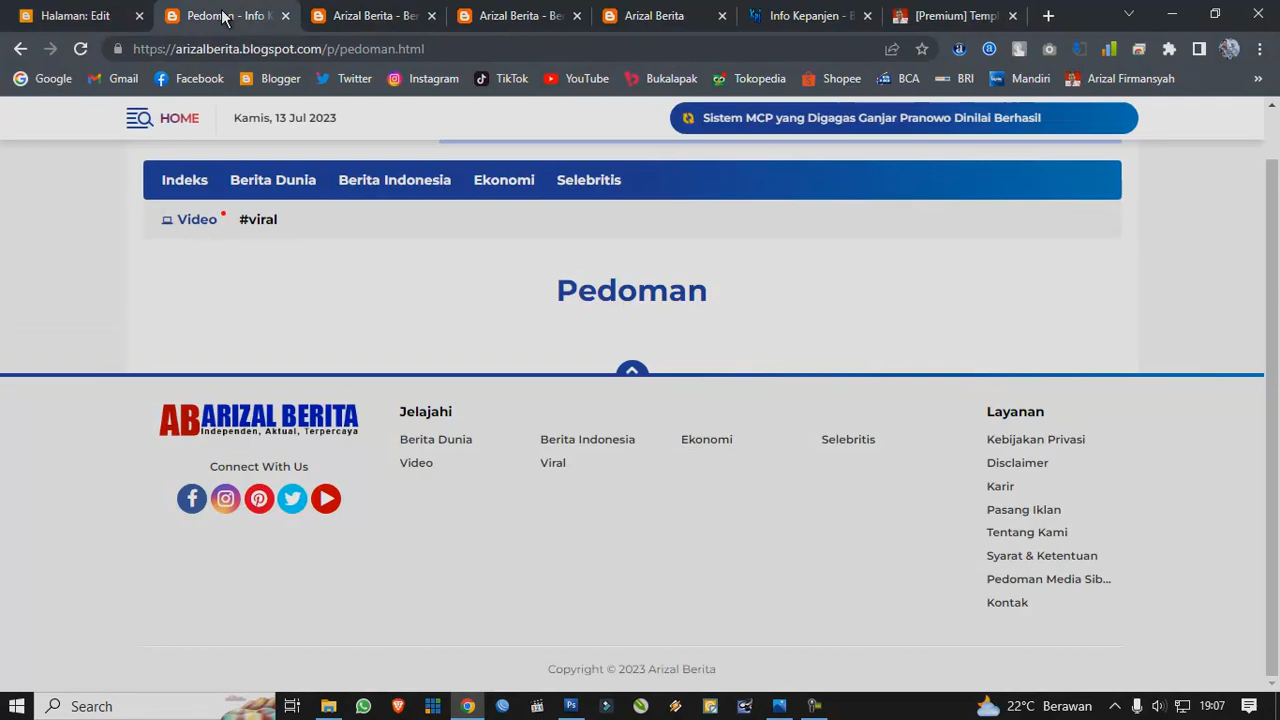 Halaman: Edit
Pedoman - Info K
Arizal Berita - Ber
Arizal Berita - Ber
Arizal Berita
Info Kepanjen - B
[Premium] Templ
https://arizalberita.blogspot.com/p/pedoman.html
Google
Gmail
Facebook
Blogger
Twitter
Instagram
TikTok
YouTube
Bukalapak
Tokopedia
Shopee
BCA
BRI
Mandiri
Arizal Firmansyah
HOME
Kamis, 13 Jul 2023
Sistem MCP yang Digagas Ganjar Pranowo Dinilai Berhasil
Indeks Berita Dunia Berita Indonesia Ekonomi Selebritis
Video #viral
Pedoman
AB ARIZAL BERITA
Independen, Aktual, Terpercaya
Connect With Us
Jelajahi
Berita Dunia Berita Indonesia Ekonomi Selebritis
Video Viral
Layanan
Kebijakan Privasi
Disclaimer
Karir
Pasang Iklan
Tentang Kami
Syarat & Ketentuan
Pedoman Media Sib...
Kontak
Copyright © 2023 Arizal Berita
Search
22°C Berawan
19:07